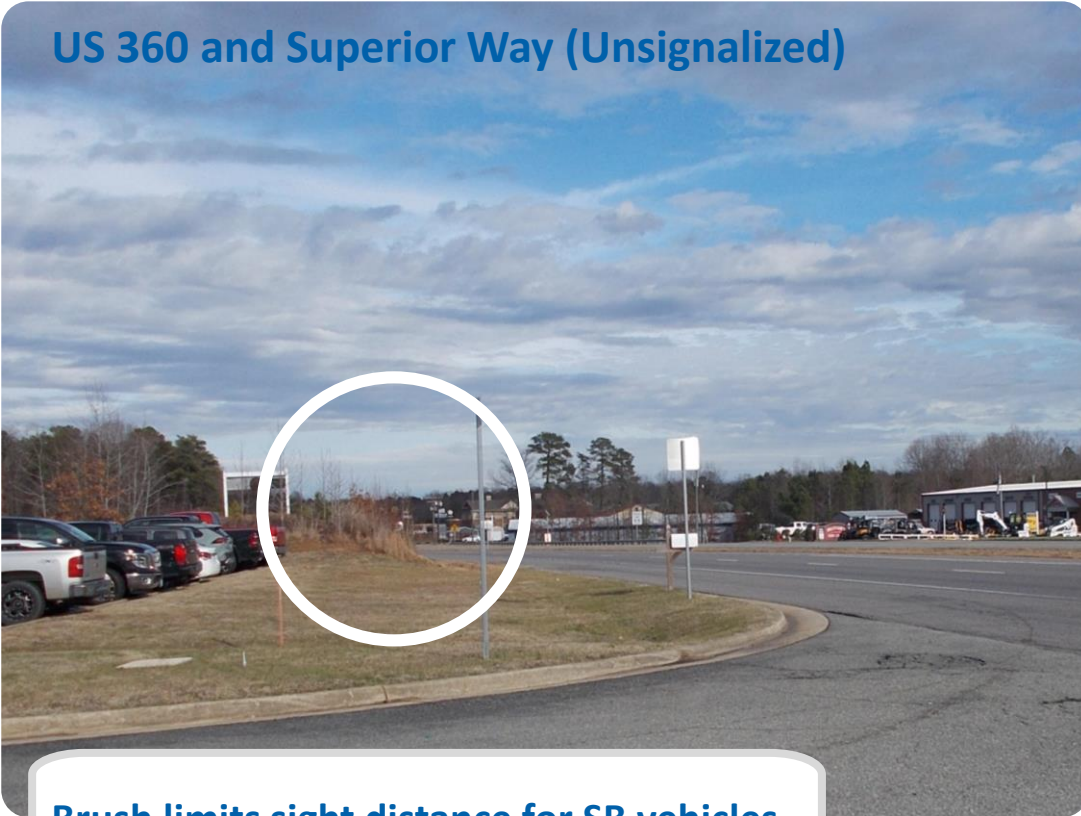 US 360 and Superior Way (Unsignalized)
Brush limits sight distance for SB vehicles